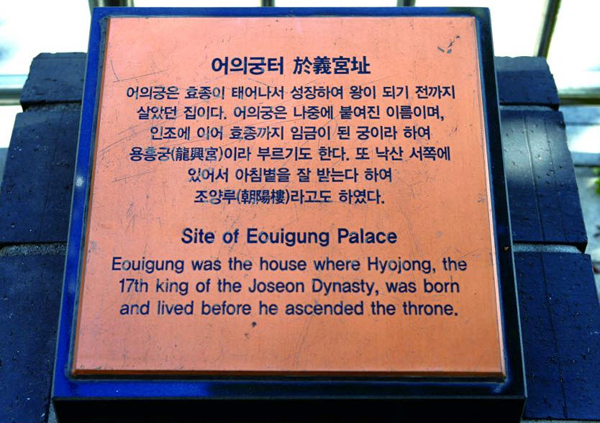 어의궁터 於義宮址
어의궁은 효종이 태어나서 성장하여 왕이 되기 전까지
살았던 집이다. 어의궁은 나중에 붙여진 이름이며,
인조에 이어 효종까지 임금이 된 궁이라 하여
용흥궁(龍興宮)이라 부르기도 한다. 또 낙산 서쪽에
있어서 아침볕을 잘 받는다 하여
조양루(朝陽樓)라고도 하였다.
Site of Eouigung Palace
Eouigung was the house where Hyojong, the
17th king of the Joseon Dynasty, was born
and lived before he ascended the throne.